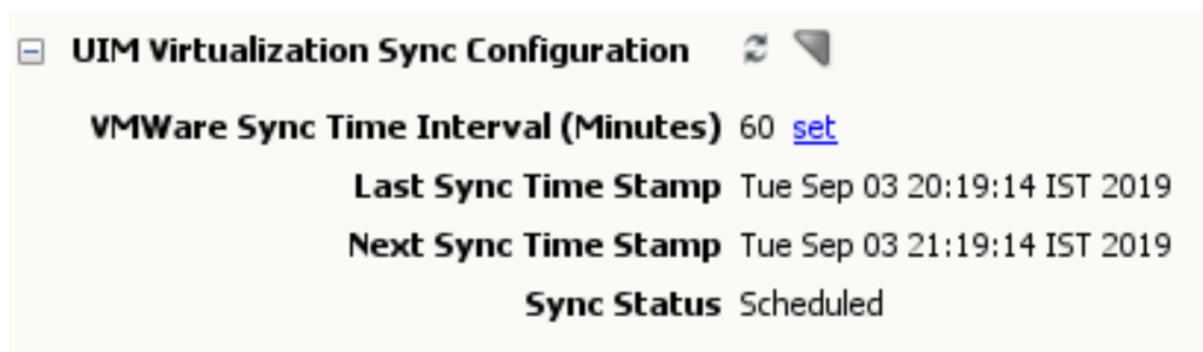 UIM Virtualization Sync Configuration
VMWare Sync Time Interval (Minutes) 60 set
Last Sync Time Stamp Tue Sep 03 20:19:14 IST 2019
Next Sync Time Stamp Tue Sep 03 21:19:14 IST 2019
Sync Status Scheduled